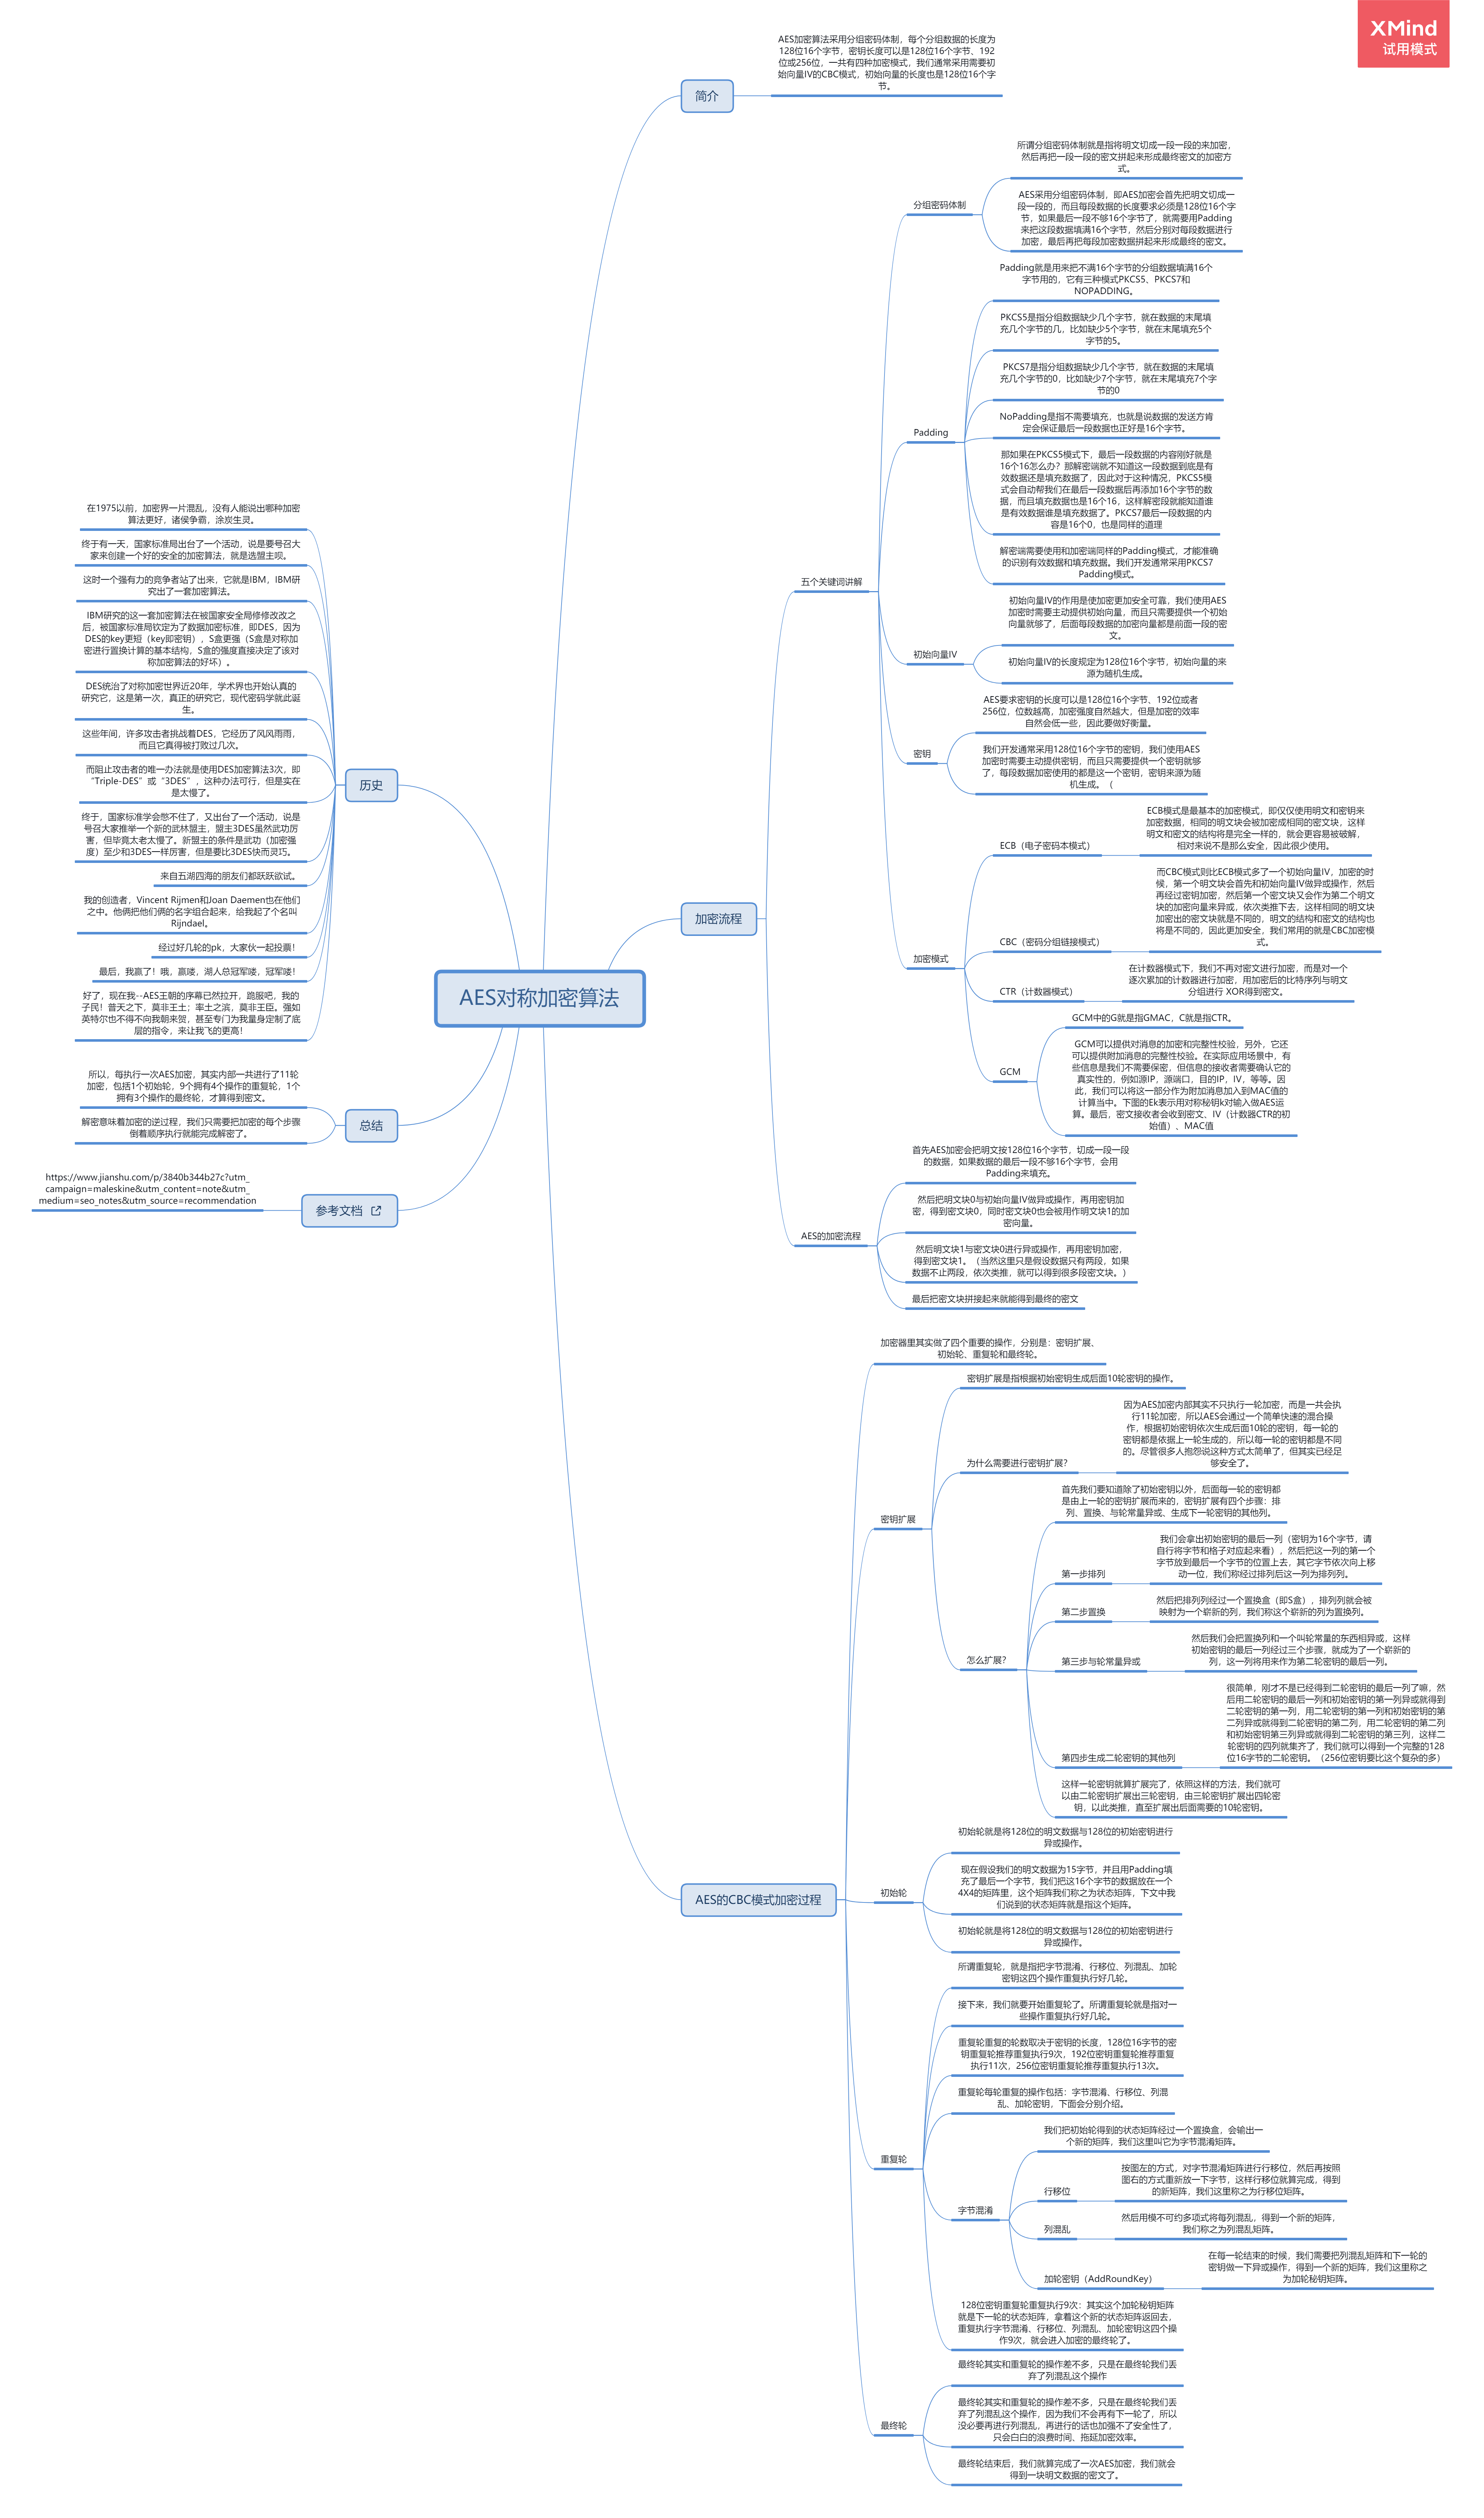 XMind
试用模式
AES对称加密算法
简介
AES加密算法采用分组密码体制，每个分组数据的长度为
128位16个字节，密钥长度可以是128位16个字节、192
位或256位，一共有四种加密模式，我们通常采用需要初
始向量IV的CBC模式，初始向量的长度也是128位16个字
节。
加密流程
五个关键词讲解
分组密码体制
所谓分组密码体制就是指将明文切成一段一段的来加密，
然后再把一段一段的密文拼起来形成最终密文的加密方
式。
AES采用分组密码体制，即AES加密会首先把明文切成一
段一段的，而且每段数据的长度要求必须是128位16个字
节，如果最后一段不够16个字节了，就需要用Padding
来把这段数据填满16个字节，然后分别对每段数据进行
加密，最后再把每段加密数据拼起来形成最终的密文。
Padding
Padding就是用来把不满16个字节的分组数据填满16个
字节用的，它有三种模式PKCS5、PKCS7和
NOPADDING。
PKCS5是指分组数据缺少几个字节，就在数据的末尾填
充几个字节的几，比如缺少5个字节，就在末尾填充5个
字节的5。
PKCS7是指分组数据缺少几个字节，就在数据的末尾填
充几个字节的0，比如缺少7个字节，就在末尾填充7个字
节的0
NoPadding是指不需要填充，也就是说数据的发送方肯
定会保证最后一段数据也正好是16个字节。
那如果在PKCS5模式下，最后一段数据的内容刚好就是
16个16怎么办？那解密端就不知道这一段数据到底是有
效数据还是填充数据了，因此对于这种情况，PKCS5模
式会自动帮我们在最后一段数据后再添加16个字节的数
据，而且填充数据也是16个16，这样解密段就能知道谁
是有效数据谁是填充数据了。PKCS7最后一段数据的内
容是16个0，也是同样的道理
解密端需要使用和加密端同样的Padding模式，才能准确
的识别有效数据和填充数据。我们开发通常采用PKCS7
Padding模式。
初始向量IV
初始向量IV的作用是使加密更加安全可靠，我们使用AES
加密时需要主动提供初始向量，而且只需要提供一个初始
向量就够了，后面每段数据的加密向量都是前面一段的密
文。
初始向量IV的长度规定为128位16个字节，初始向量的来
源为随机生成。
密钥
AES要求密钥的长度可以是128位16个字节、192位或者
256位，位数越高，加密强度自然越大，但是加密的效率
自然会低一些，因此要做好衡量。
我们开发通常采用128位16个字节的密钥，我们使用AES
加密时需要主动提供密钥，而且只需要提供一个密钥就够
了，每段数据加密使用的都是这一个密钥，密钥来源为随
机生成。（
加密模式
ECB（电子密码本模式）
ECB模式是最基本的加密模式，即仅仅使用明文和密钥来
加密数据，相同的明文块会被加密成相同的密文块，这样
明文和密文的结构将是完全一样的，就会更容易被破解，
相对来说不是那么安全，因此很少使用。
CBC（密码分组链接模式）
而CBC模式则比ECB模式多了一个初始向量IV，加密的时
候，第一个明文块会首先和初始向量IV做异或操作，然后
再经过密钥加密，然后第一个密文块又会作为第二个明文
块的加密向量来异或，依次类推下去，这样相同的明文块
加密出的密文块就是不同的，明文的结构和密文的结构也
将是不同的，因此更加安全，我们常用的就是CBC加密模
式。
CTR（计数器模式）
在计数器模式下，我们不再对密文进行加密，而是对一个
逐次累加的计数器进行加密，用加密后的比特序列与明文
分组进行 XOR得到密文。
GCM
GCM中的G就是指GMAC，C就是指CTR。
GCM可以提供对消息的加密和完整性校验，另外，它还
可以提供附加消息的完整性校验。在实际应用场景中，有
些信息是我们不需要保密，但信息的接收者需要确认它的
真实性的，例如源IP，源端口，目的IP，IV，等等。因
此，我们可以将这一部分作为附加消息加入到MAC值的
计算当中。下图的Ek表示用对称秘钥k对输入做AES运
算。最后，密文接收者会收到密文、IV（计数器CTR的初
始值）、MAC值
AES的加密流程
首先AES加密会把明文按128位16个字节，切成一段一段
的数据，如果数据的最后一段不够16个字节，会用
Padding来填充。
然后把明文块0与初始向量IV做异或操作，再用密钥加
密，得到密文块0，同时密文块0也会被用作明文块1的加
密向量。
然后明文块1与密文块0进行异或操作，再用密钥加密，
得到密文块1。（当然这里只是假设数据只有两段，如果
数据不止两段，依次类推，就可以得到很多段密文块。）
最后把密文块拼接起来就能得到最终的密文
AES的CBC模式加密过程
加密器里其实做了四个重要的操作，分别是：密钥扩展、
初始轮、重复轮和最终轮。
密钥扩展
密钥扩展是指根据初始密钥生成后面10轮密钥的操作。
为什么需要进行密钥扩展？
因为AES加密内部其实不只执行一轮加密，而是一共会执
行11轮加密，所以AES会通过一个简单快速的混合操
作，根据初始密钥依次生成后面10轮的密钥，每一轮的
密钥都是依据上一轮生成的，所以每一轮的密钥都是不同
的。尽管很多人抱怨说这种方式太简单了，但其实已经足
够安全了。
怎么扩展？
首先我们要知道除了初始密钥以外，后面每一轮的密钥都
是由上一轮的密钥扩展而来的，密钥扩展有四个步骤：排
列、置换、与轮常量异或、生成下一轮密钥的其他列。
第一步排列
我们会拿出初始密钥的最后一列（密钥为16个字节，请
自行将字节和格子对应起来看），然后把这一列的第一个
字节放到最后一个字节的位置上去，其它字节依次向上移
动一位，我们称经过排列后这一列为排列列。
第二步置换
然后把排列列经过一个置换盒（即S盒），排列列就会被
映射为一个崭新的列，我们称这个崭新的列为置换列。
第三步与轮常量异或
然后我们会把置换列和一个叫轮常量的东西相异或，这样
初始密钥的最后一列经过三个步骤，就成为了一个崭新的
列，这一列将用来作为第二轮密钥的最后一列。
第四步生成二轮密钥的其他列
很简单，刚才不是已经得到二轮密钥的最后一列了嘛，然
后用二轮密钥的最后一列和初始密钥的第一列异或就得到
二轮密钥的第一列，用二轮密钥的第一列和初始密钥的第
二列异或就得到二轮密钥的第二列，用二轮密钥的第二列
和初始密钥第三列异或就得到二轮密钥的第三列，这样二
轮密钥的四列就集齐了，我们就可以得到一个完整的128
位16字节的二轮密钥。（256位密钥要比这个复杂的多）
这样一轮密钥就算扩展完了，依照这样的方法，我们就可
以由二轮密钥扩展出三轮密钥，由三轮密钥扩展出四轮密
钥，以此类推，直至扩展出后面需要的10轮密钥。
初始轮
初始轮就是将128位的明文数据与128位的初始密钥进行
异或操作。
现在假设我们的明文数据为15字节，并且用Padding填
充了最后一个字节，我们把这16个字节的数据放在一个
4X4的矩阵里，这个矩阵我们称之为状态矩阵，下文中我
们说到的状态矩阵就是指这个矩阵。
初始轮就是将128位的明文数据与128位的初始密钥进行
异或操作。
重复轮
所谓重复轮，就是指把字节混淆、行移位、列混乱、加轮
密钥这四个操作重复执行好几轮。
接下来，我们就要开始重复轮了。所谓重复轮就是指对一
些操作重复执行好几轮。
重复轮重复的轮数取决于密钥的长度，128位16字节的密
钥重复轮推荐重复执行9次，192位密钥重复轮推荐重复
执行11次，256位密钥重复轮推荐重复执行13次。
重复轮每轮重复的操作包括：字节混淆、行移位、列混
乱、加轮密钥，下面会分别介绍。
字节混淆
我们把初始轮得到的状态矩阵经过一个置换盒，会输出一
个新的矩阵，我们这里叫它为字节混淆矩阵。
行移位
按图左的方式，对字节混淆矩阵进行行移位，然后再按照
图右的方式重新放一下字节，这样行移位就算完成，得到
的新矩阵，我们这里称之为行移位矩阵。
列混乱
然后用模不可约多项式将每列混乱，得到一个新的矩阵，
我们称之为列混乱矩阵。
加轮密钥（AddRoundKey）
在每一轮结束的时候，我们需要把列混乱矩阵和下一轮的
密钥做一下异或操作，得到一个新的矩阵，我们这里称之
为加轮秘钥矩阵。
128位密钥重复轮重复执行9次：其实这个加轮秘钥矩阵
就是下一轮的状态矩阵，拿着这个新的状态矩阵返回去，
重复执行字节混淆、行移位、列混乱、加轮密钥这四个操
作9次，就会进入加密的最终轮了。
最终轮
最终轮其实和重复轮的操作差不多，只是在最终轮我们丢
弃了列混乱这个操作
最终轮其实和重复轮的操作差不多，只是在最终轮我们丢
弃了列混乱这个操作，因为我们不会再有下一轮了，所以
没必要再进行列混乱，再进行的话也加强不了安全性了，
只会白白的浪费时间、拖延加密效率。
最终轮结束后，我们就算完成了一次AES加密，我们就会
得到一块明文数据的密文了。
历史
在1975以前，加密界一片混乱，没有人能说出哪种加密
算法更好，诸侯争霸，涂炭生灵。
终于有一天，国家标准局出台了一个活动，说是要号召大
家来创建一个好的安全的加密算法，就是选盟主呗。
这时一个强有力的竞争者站了出来，它就是IBM，IBM研
究出了一套加密算法。
IBM研究的这一套加密算法在被国家安全局修修改改之
后，被国家标准局钦定为了数据加密标准，即DES，因为
DES的key更短（key即密钥），S盒更强（S盒是对称加
密进行置换计算的基本结构，S盒的强度直接决定了该对
称加密算法的好坏）。
DES统治了对称加密世界近20年，学术界也开始认真的
研究它，这是第一次，真正的研究它，现代密码学就此诞
生。
这些年间，许多攻击者挑战着DES，它经历了风风雨雨，
而且它真得被打败过几次。
而阻止攻击者的唯一办法就是使用DES加密算法3次，即
“Triple-DES”或“3DES”，这种办法可行，但是实在
是太慢了。
终于，国家标准学会憋不住了，又出台了一个活动，说是
号召大家推举一个新的武林盟主，盟主3DES虽然武功厉
害，但毕竟太老太慢了。新盟主的条件是武功（加密强
度）至少和3DES一样厉害，但是要比3DES快而灵巧。
来自五湖四海的朋友们都跃跃欲试。
我的创造者，Vincent Rijmen和Joan Daemen也在他们
之中。他俩把他们俩的名字组合起来，给我起了个名叫
Rijndael。
经过好几轮的pk，大家伙一起投票！
最后，我赢了！哦，赢喽，湖人总冠军喽，冠军喽！
好了，现在我--AES王朝的序幕已然拉开，跪服吧，我的
子民！普天之下，莫非王土；率土之滨，莫非王臣。强如
英特尔也不得不向我朝来贺，甚至专门为我量身定制了底
层的指令，来让我飞的更高！
总结
所以，每执行一次AES加密，其实内部一共进行了11轮
加密，包括1个初始轮，9个拥有4个操作的重复轮，1个
拥有3个操作的最终轮，才算得到密文。
解密意味着加密的逆过程，我们只需要把加密的每个步骤
倒着顺序执行就能完成解密了。
参考文档
https://www.jianshu.com/p/3840b344b27c?utm_
campaign=maleskine&utm_content=note&utm_
medium=seo_notes&utm_source=recommendation